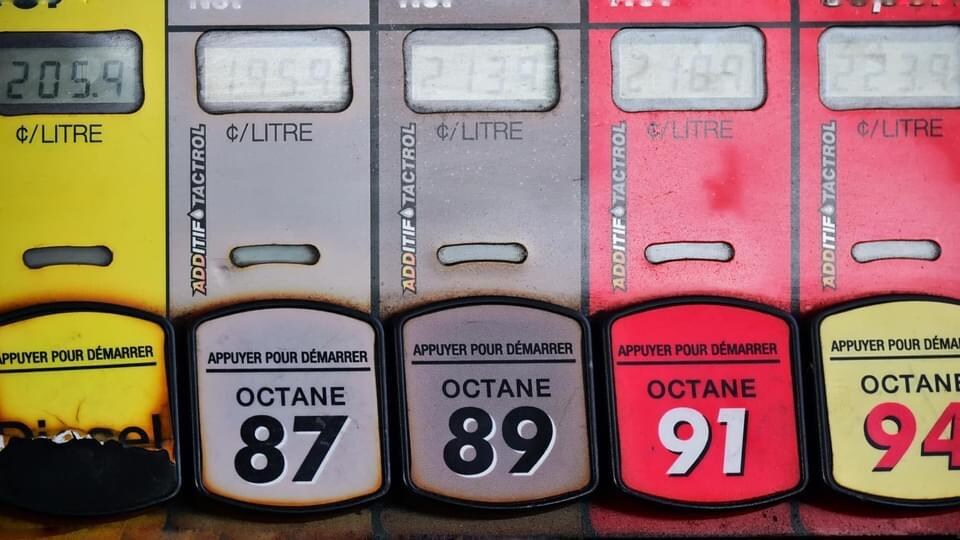 205.9
195.9
213.9
218.9
223.9
¢/LITRE
¢/LITRE
¢/LITRE
¢/LITRE
¢/LITRE
ADDITIF TACTROL
ADDITIF TACTROL
ADDITIF TACTROL
ADDITIF TACTROL
APPUYER POUR DÉMARRER
Diesel
APPUYER POUR DÉMARRER
OCTANE
87
APPUYER POUR DÉMARRER
OCTANE
89
APPUYER POUR DÉMARRER
OCTANE
91
APPUYER POUR DÉMA
OCTANE
94